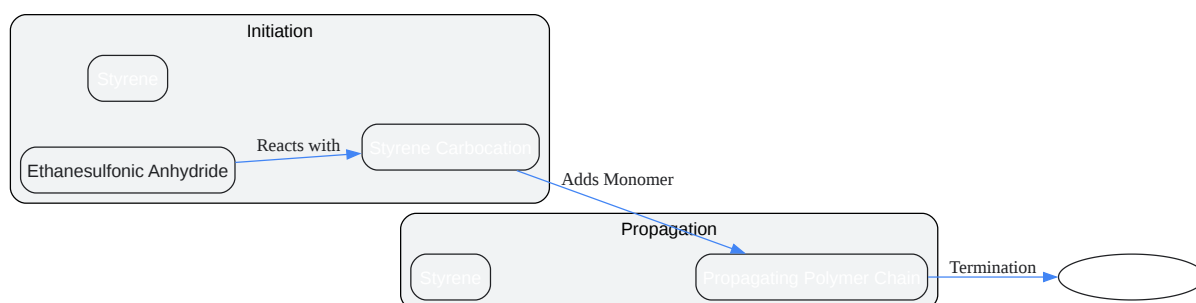 Initiation
Styrene
Reacts with
Styrene Carbocation
Ethanesulfonic Anhydride
Adds Monomer
Propagation
Styrene
Propagating Polymer Chain
Termination